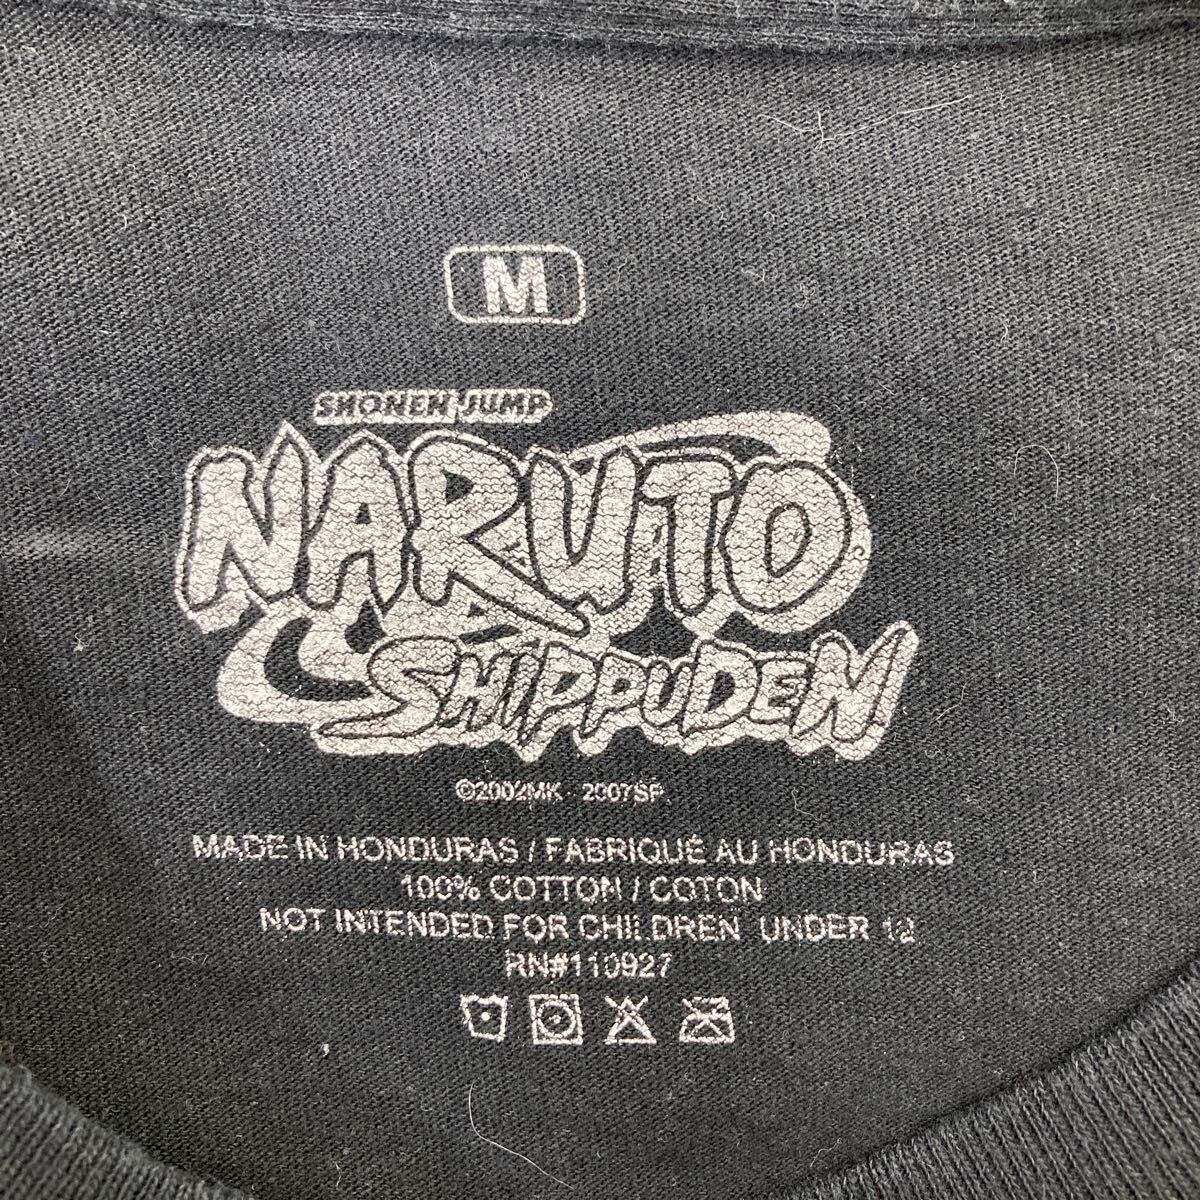 M
SHONEN JUMP
NARUTO
SHIPPUDEN
©2002MK 2007SP
MADE IN HONDURAS / FABRIQUÉ AU HONDURAS
100% COTTON / COTON
NOT INTENDED FOR CHILDREN UNDER 12
RN#110927